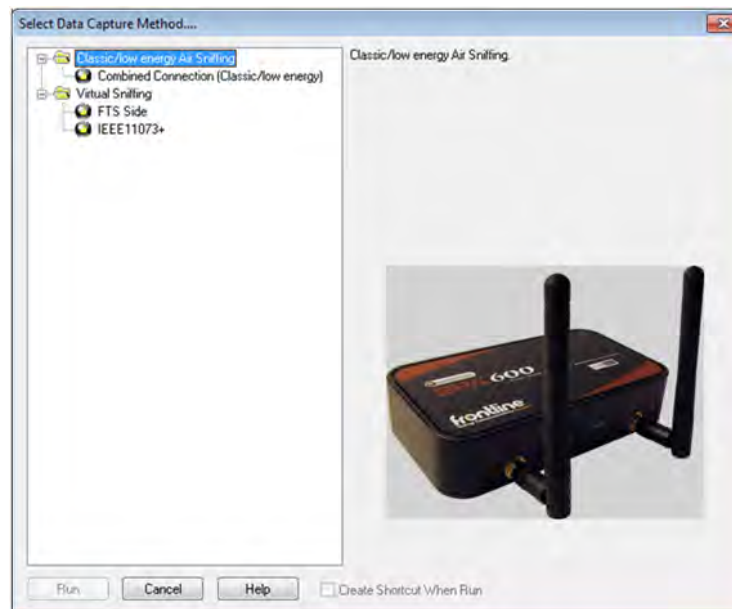 Select Data Capture Method....
Classic/low energy Air Sniffing
Combined Connection (Classic/low energy)
Virtual Sniffing
FTS Side
IEEE11073+
Classic/low energy Air Sniffing.
600
frontline
Run
Cancel
Help
Create Shortcut When Run